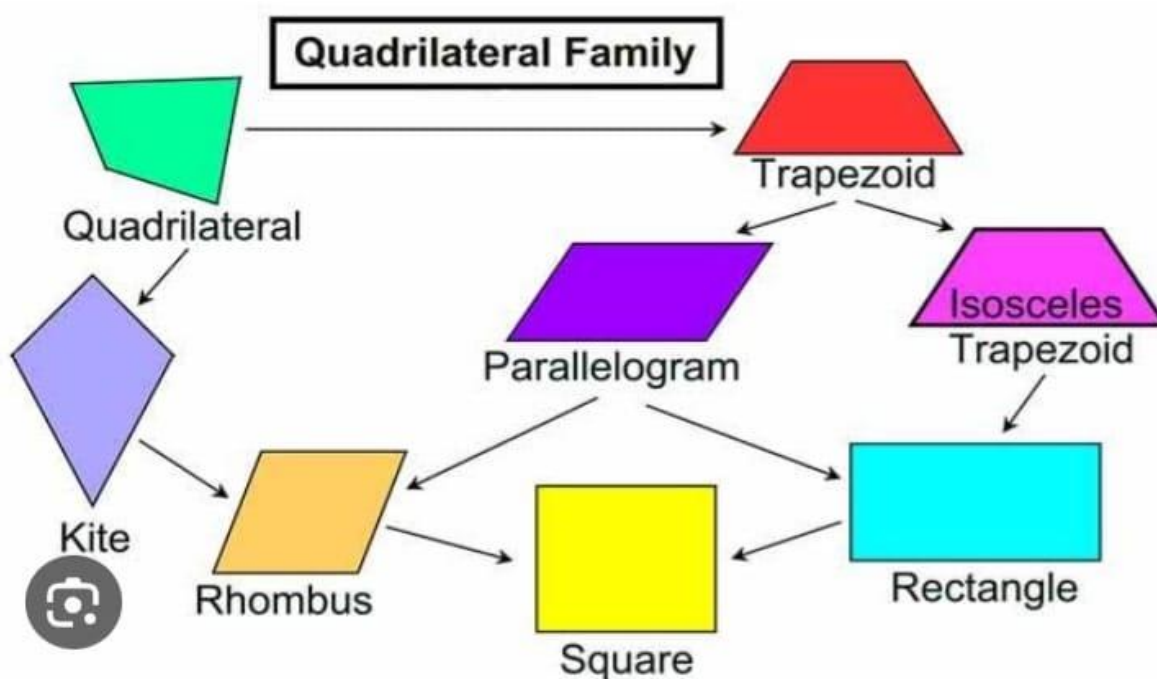 Quadrilateral Family
Trapezoid
Quadrilateral
Isosceles
Trapezoid
Parallelogram
Kite
Rhombus
Rectangle
Square